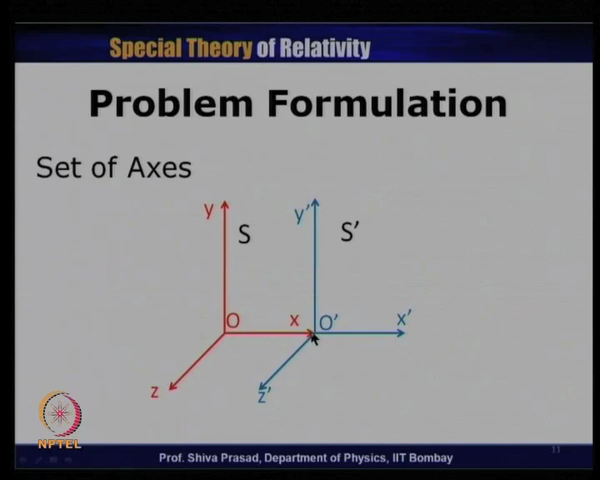 Special Theory of Relativity
Problem Formulation
Set of Axes
y
S
y'
S'
O
x
O'
x'
z
z'
NPTEL
11
Prof. Shiva Prasad, Department of Physics, IIT Bombay